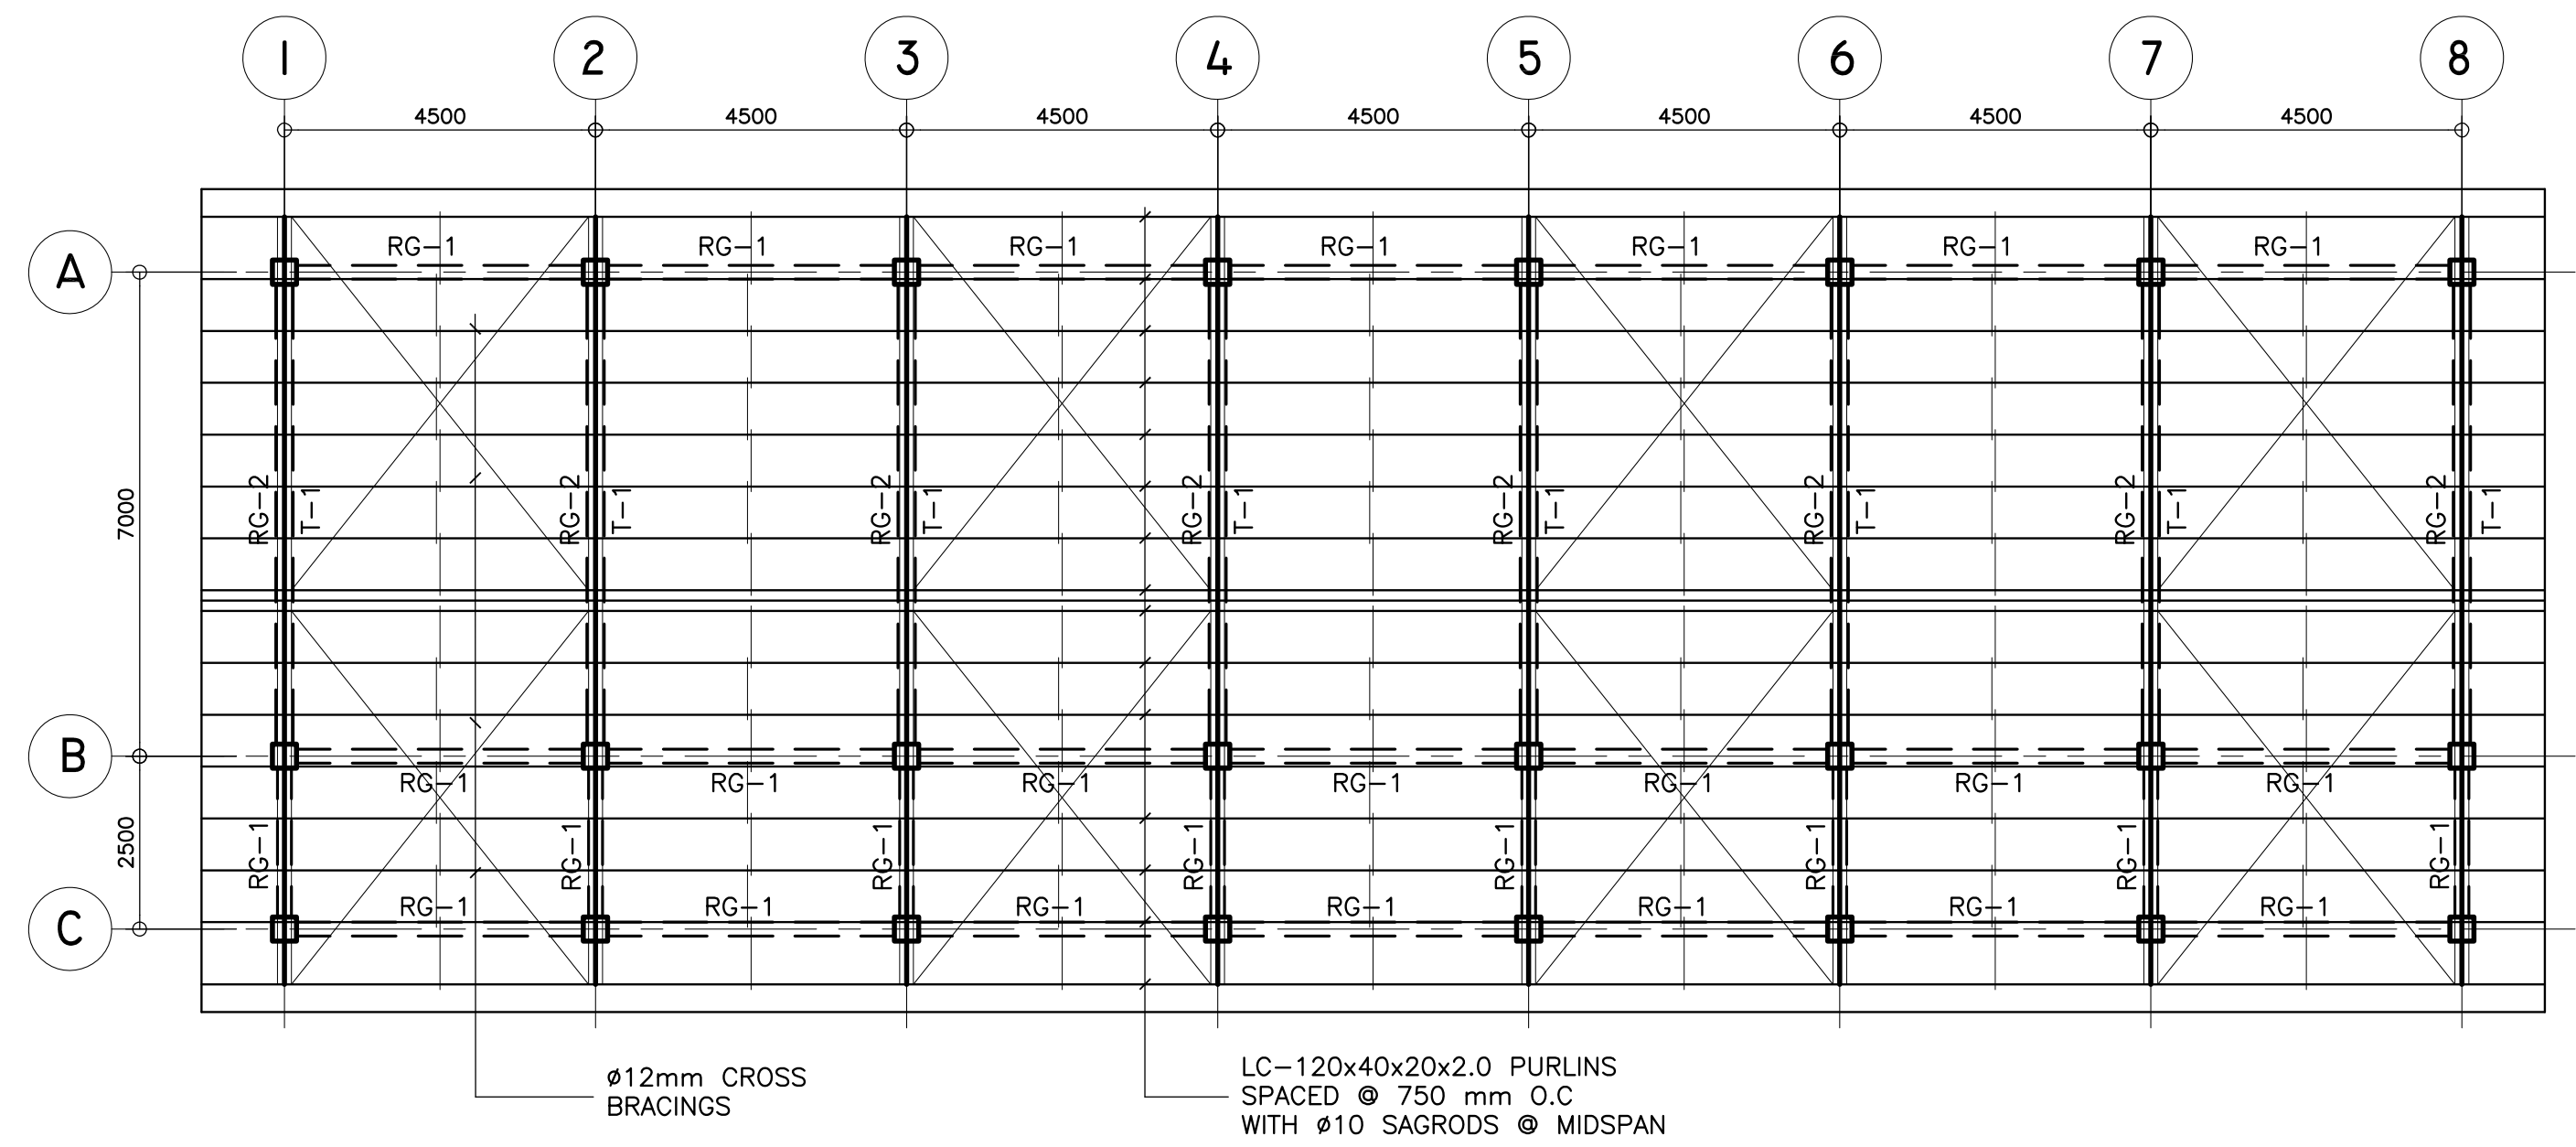 1 2 3 4 5 6 7 8
4500 4500 4500 4500 4500 4500 4500
RG-1 RG-1 RG-1 RG-1 RG-1 RG-1 RG-1
A
7000
RG-2 T-1 RG-2 T-1 RG-2 T-1 RG-2 T-1 RG-2 T-1 RG-2 T-1 RG-2 T-1 RG-2 T-1
B
RG-1 RG-1 RG-1 RG-1 RG-1 RG-1 RG-1
2500
RG-1 RG-1 RG-1 RG-1 RG-1 RG-1 RG-1 RG-1
RG-1 RG-1 RG-1 RG-1 RG-1 RG-1 RG-1
C
ø12mm CROSS
BRACINGS
LC-120x40x20x2.0 PURLINS
SPACED @ 750 mm O.C
WITH ø10 SAGRODS @ MIDSPAN